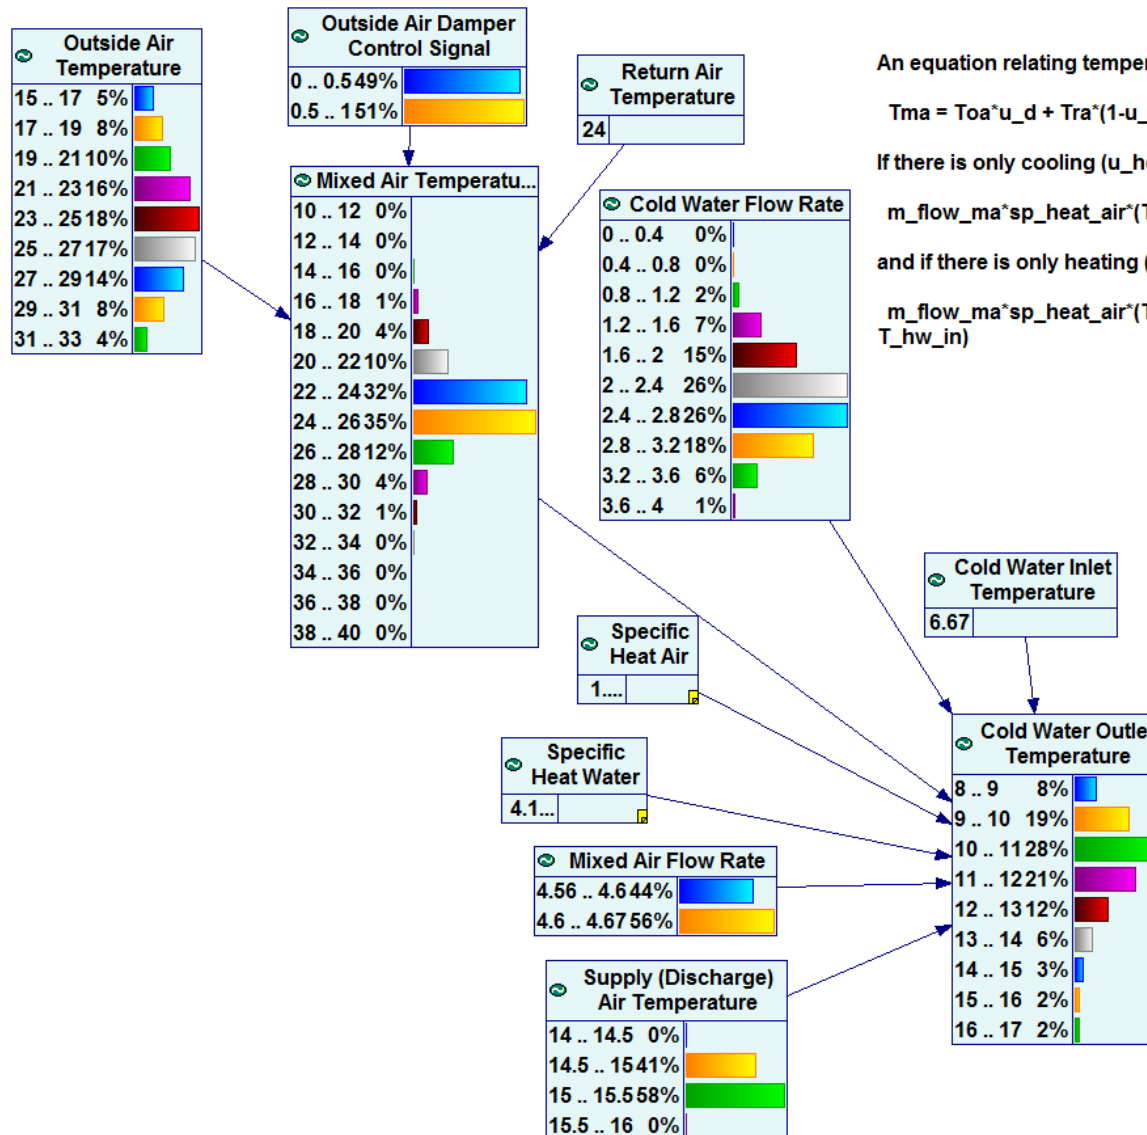 Outside Air
Temperature
15 .. 17 5%
17 .. 19 8%
19 .. 21 10%
21 .. 23 16%
23 .. 25 18%
25 .. 27 17%
27 .. 29 14%
29 .. 31 8%
31 .. 33 4%
Outside Air Damper
Control Signal
0 .. 0.5 49%
0.5 .. 1 51%
Return Air
Temperature
24
An equation relating temper
Tma = Toa*u_d + Tra*(1-u_
If there is only cooling (u_he
m_flow_ma*sp_heat_air*(T
and if there is only heating (
m_flow_ma*sp_heat_air*(T
T_hw_in)
Mixed Air Temperatu...
10 .. 12 0%
12 .. 14 0%
14 .. 16 0%
16 .. 18 1%
18 .. 20 4%
20 .. 22 10%
22 .. 24 32%
24 .. 26 35%
26 .. 28 12%
28 .. 30 4%
30 .. 32 1%
32 .. 34 0%
34 .. 36 0%
36 .. 38 0%
38 .. 40 0%
Cold Water Flow Rate
0 .. 0.4 0%
0.4 .. 0.8 0%
0.8 .. 1.2 2%
1.2 .. 1.6 7%
1.6 .. 2 15%
2 .. 2.4 26%
2.4 .. 2.8 26%
2.8 .. 3.2 18%
3.2 .. 3.6 6%
3.6 .. 4 1%
Cold Water Inlet
Temperature
6.67
Specific
Heat Air
1....
Specific
Heat Water
4.1...
Mixed Air Flow Rate
4.56 .. 4.6 44%
4.6 .. 4.67 56%
Supply (Discharge)
Air Temperature
14 .. 14.5 0%
14.5 .. 15 41%
15 .. 15.5 58%
15.5 .. 16 0%
Cold Water Outle
Temperature
8 .. 9 8%
9 .. 10 19%
10 .. 11 28%
11 .. 12 21%
12 .. 13 12%
13 .. 14 6%
14 .. 15 3%
15 .. 16 2%
16 .. 17 2%